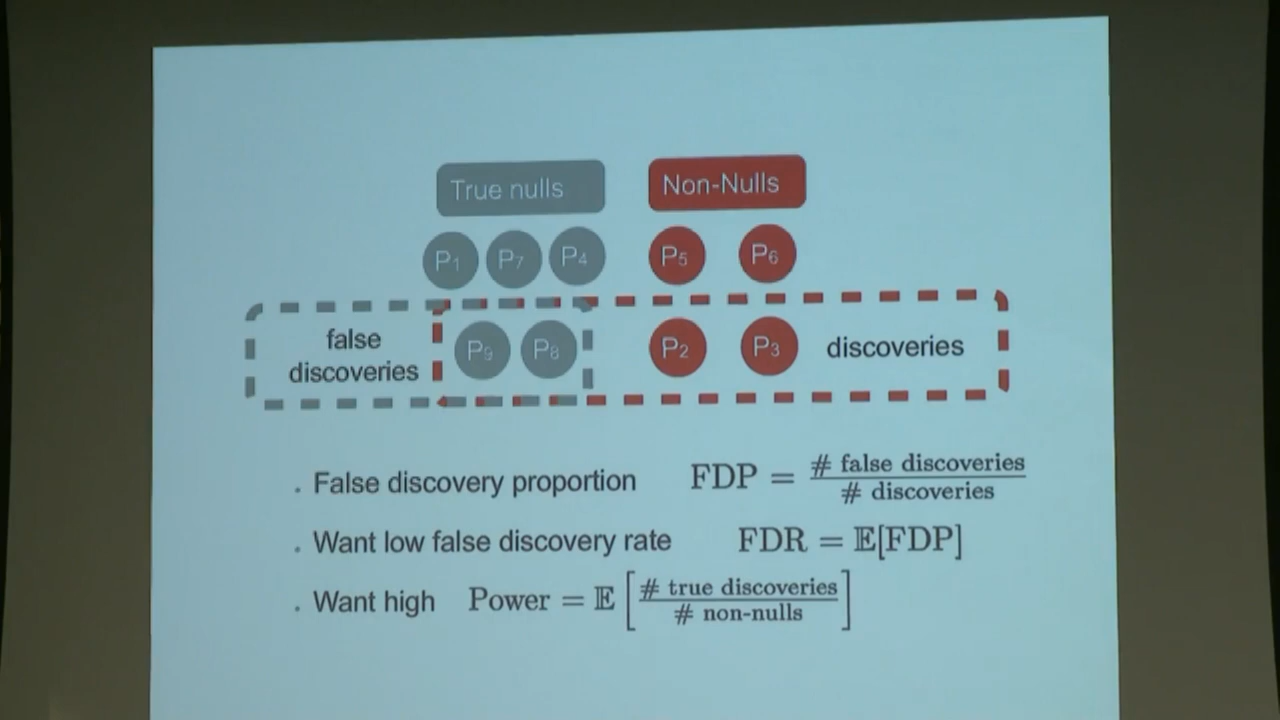 True nulls Non-Nulls
P₁ P₇ P₄ P₅ P₆
false
discoveries
P₉ P₈ P₂ P₃ discoveries
. False discovery proportion FDP = # false discoveries / # discoveries
. Want low false discovery rate FDR = 𝔼[FDP]
. Want high Power = 𝔼 [# true discoveries / # non-nulls]